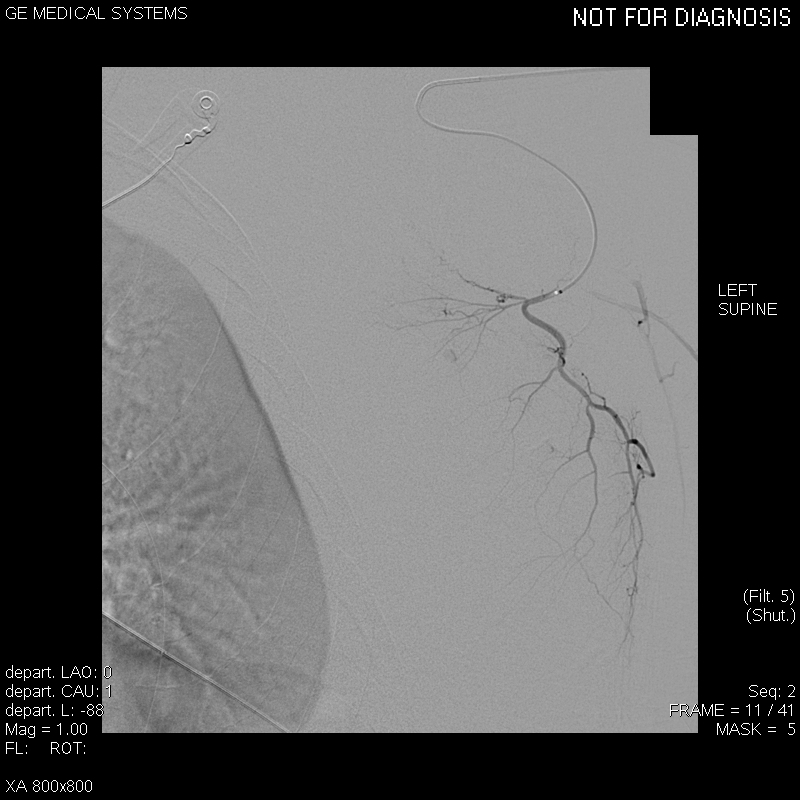 GE MEDICAL SYSTEMS
NOT FOR DIAGNOSIS
LEFT
SUPINE
(Filt. 5)
(Shut.)
depart. LAO: 0
depart. CAU: 1
depart. L: -88
Mag = 1.00
FL: ROT:
Seq: 2
FRAME = 11 / 41
MASK = 5
XA 800x800